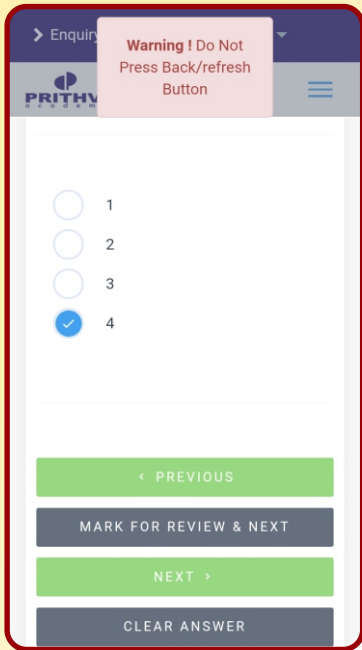 Enquiry
Warning ! Do Not
Press Back/refresh
Button
PRITHV
academ
1
2
3
4
‹ PREVIOUS
MARK FOR REVIEW & NEXT
NEXT ›
CLEAR ANSWER